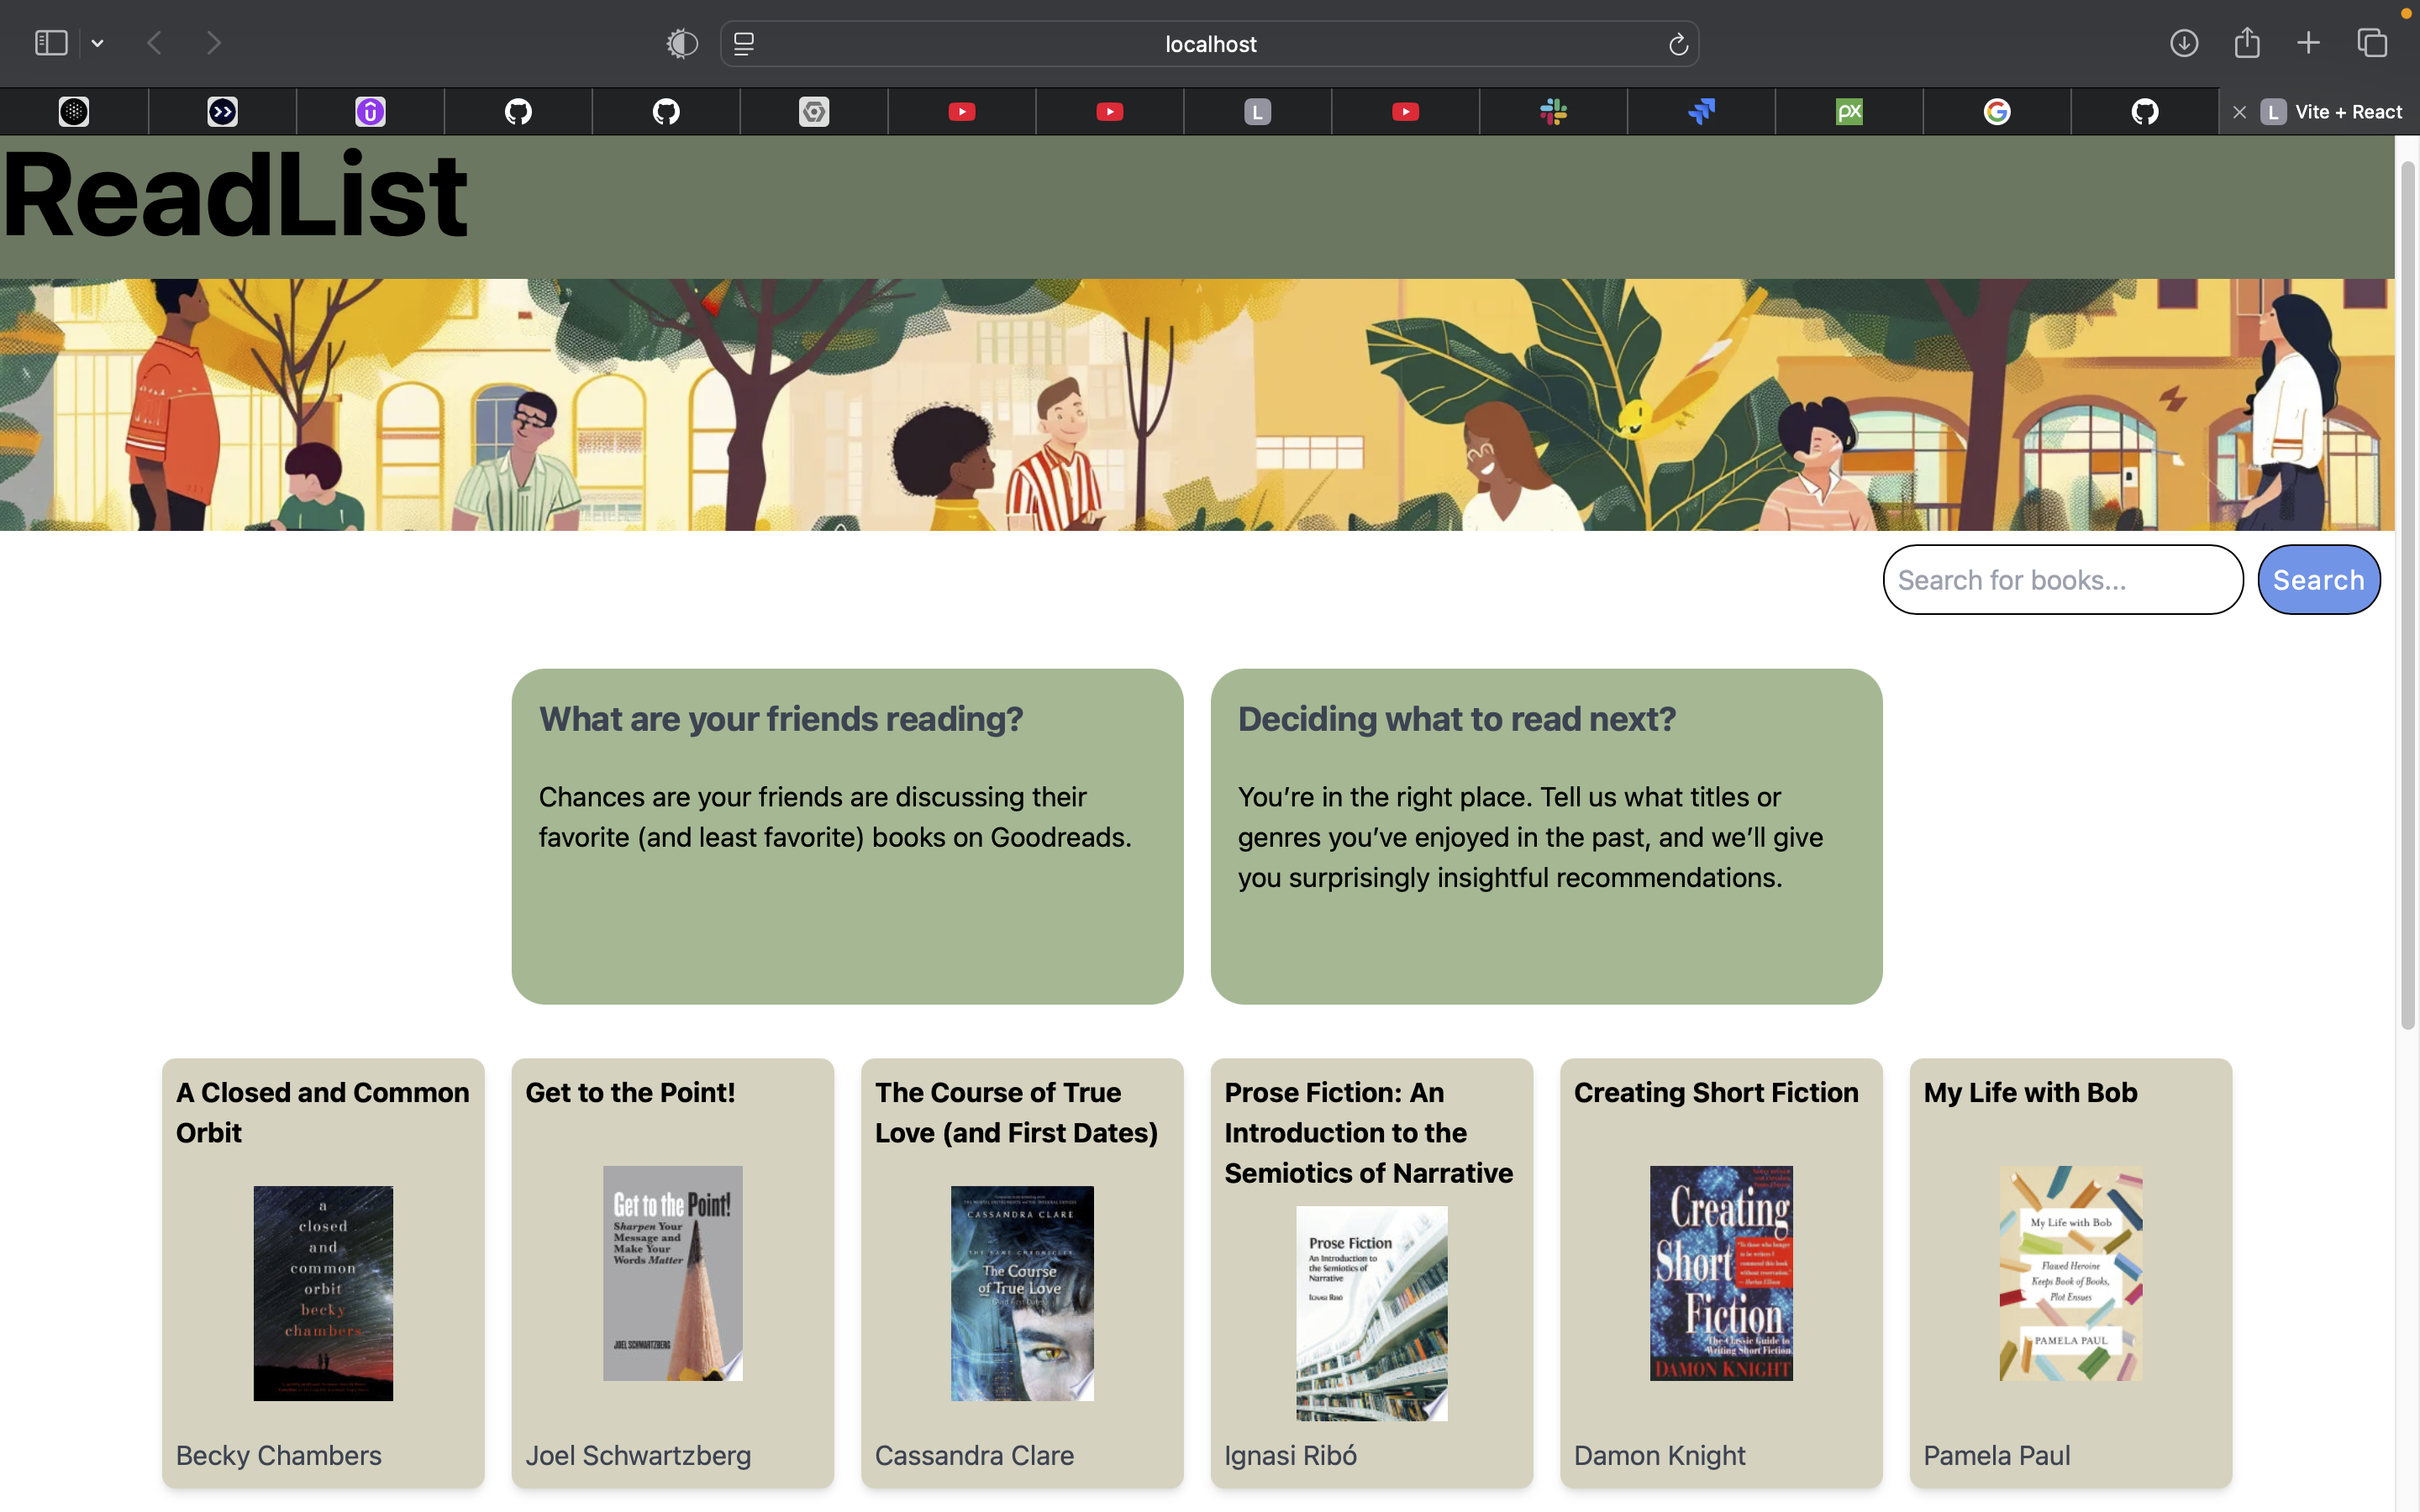 localhost
L
PX
G
L Vite + React
ReadList
Search for books...
Search
What are your friends reading?
Chances are your friends are discussing their
favorite (and least favorite) books on Goodreads.
Deciding what to read next?
You’re in the right place. Tell us what titles or
genres you’ve enjoyed in the past, and we’ll give
you surprisingly insightful recommendations.
A Closed and Common
Orbit
a
closed
and
common
orbit
becky
chambers
Becky Chambers
Get to the Point!
Get to the Point!
Sharpen Your
Message and
Make Your
Words Matter
JOEL SCHWARTZBERG
Joel Schwartzberg
The Course of True
Love (and First Dates)
CASSANDRA CLARE
The Course
of True Love
Cassandra Clare
Prose Fiction: An
Introduction to the
Semiotics of Narrative
Prose Fiction
An Introduction to
the Semiotics of
Narrative
Ignasi Ribó
Ignasi Ribó
Creating Short Fiction
Creating
Short
Fiction
The Classic Guide to
Writing Short Fiction
DAMON KNIGHT
Damon Knight
My Life with Bob
My Life with Bob
Flawed Heroine
Keeps Book of Books,
Plot Ensues
PAMELA PAUL
Pamela Paul